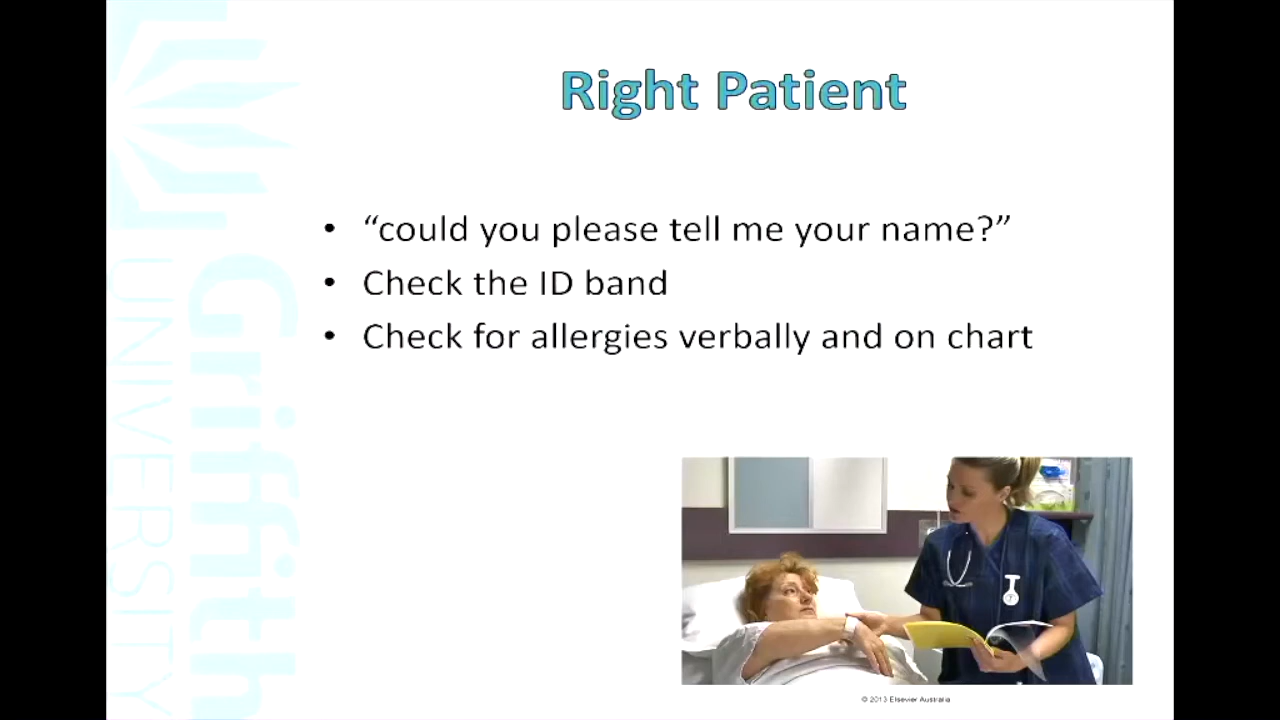 Right Patient
• “could you please tell me your name?”
• Check the ID band
• Check for allergies verbally and on chart
Griffith
UNIVERSITY
© 2013 Elsevier Australia